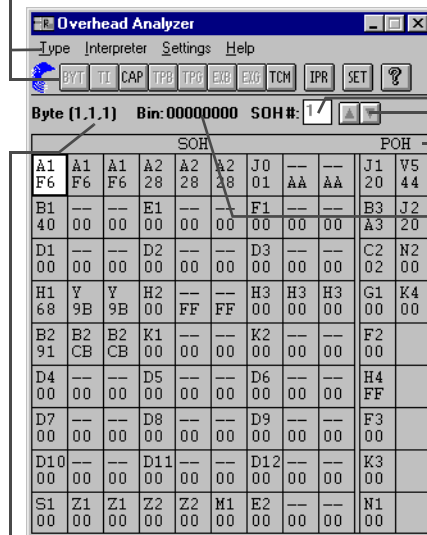 Overhead Analyzer
Type Interpreter Settings Help
BYT TI CAP TPB TPG EXB EXG TCM IPR SET ?
Byte (1,1,1) Bin:00000000 SOH#: 1
SOH POH
A1 A1 A1 A2 A2 A2 J0 -- -- J1 V5
F6 F6 F6 28 28 28 01 AA AA 20 44
B1 -- -- E1 -- -- F1 -- -- B3 J2
40 00 00 00 00 00 00 00 00 A3 20
D1 -- -- D2 -- -- D3 -- -- C2 N2
00 00 00 00 00 00 00 00 00 02 00
H1 Y Y H2 -- -- H3 H3 H3 G1 K4
68 9B 9B 00 FF FF 00 00 00 00 00
B2 B2 B2 K1 -- -- K2 -- -- F2
91 CB CB 00 00 00 00 00 00 00
D4 -- -- D5 -- -- D6 -- -- H4
00 00 00 00 00 00 00 00 00 FF
D7 -- -- D8 -- -- D9 -- -- F3
00 00 00 00 00 00 00 00 00 00
D10 -- -- D11 -- -- D12 -- -- K3
00 00 00 00 00 00 00 00 00 00
S1 Z1 Z1 Z2 Z2 M1 E2 -- -- N1
00 00 00 00 00 00 00 00 00 00